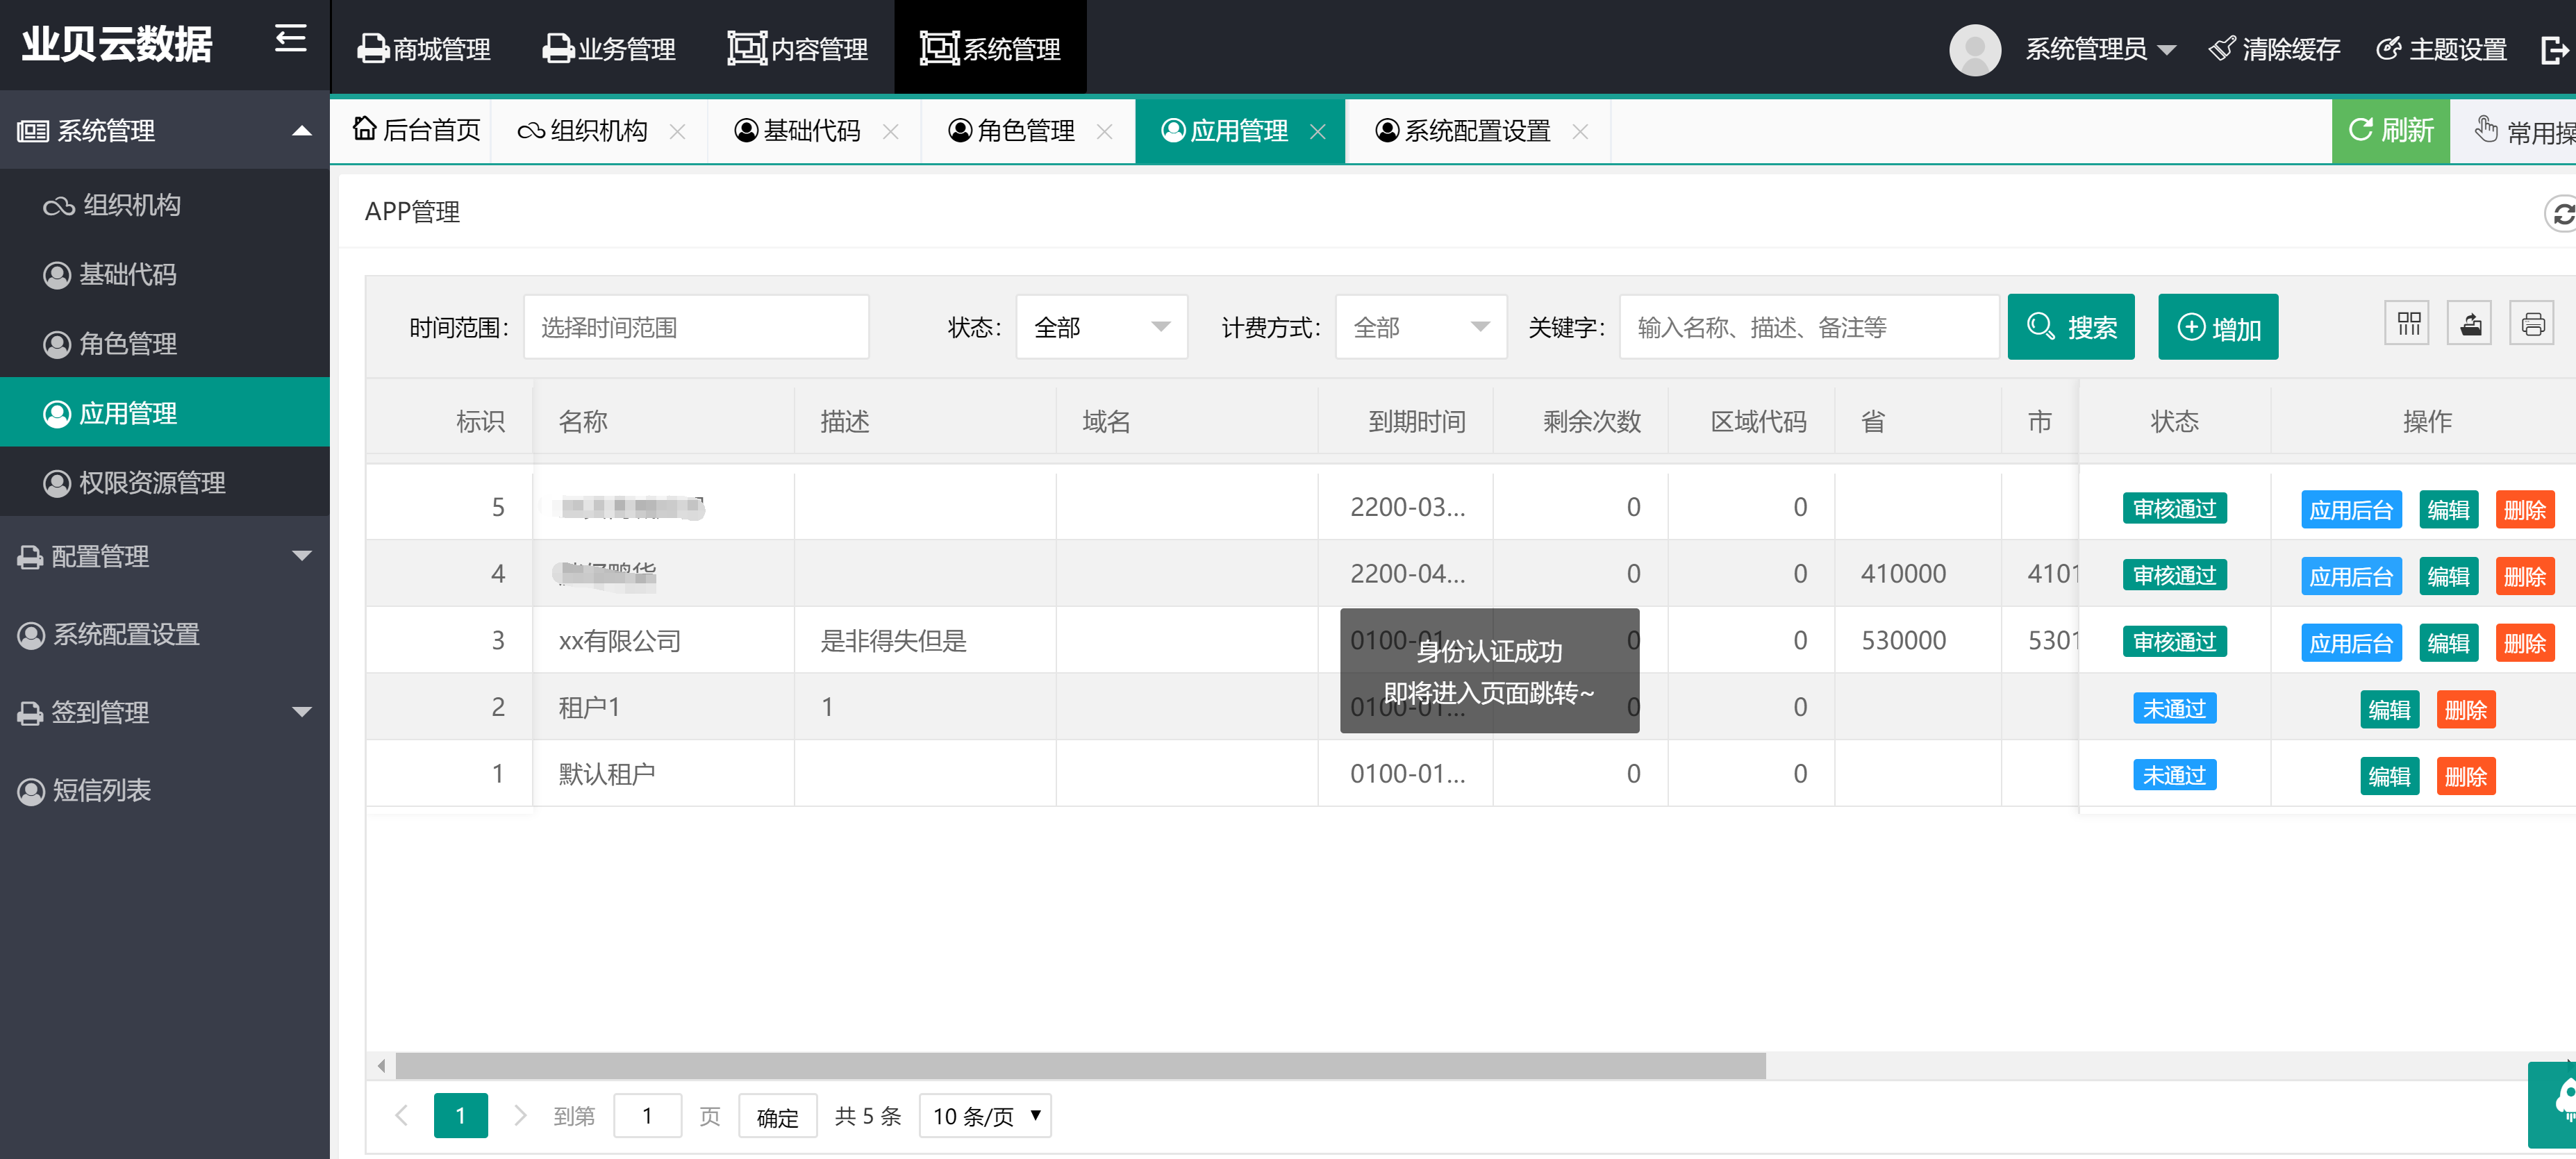 业贝云数据
商城管理 业务管理 内容管理 系统管理
系统管理员 清除缓存 主题设置
系统管理
组织机构
基础代码
角色管理
应用管理
权限资源管理
配置管理
系统配置设置
签到管理
短信列表
后台首页 组织机构 基础代码 角色管理 应用管理 系统配置设置
刷新 常用操
APP管理
时间范围: 选择时间范围 状态: 全部 计费方式: 全部 关键字: 输入名称、描述、备注等 搜索 增加
标识 名称 描述 域名 到期时间 剩余次数 区域代码 省 市 状态 操作
5 2200-03... 0 0 审核通过 应用后台 编辑 删除
4 鸭货 2200-04... 0 0 410000 4101 审核通过 应用后台 编辑 删除
3 xx有限公司 是非得失但是 0100-01 0 0 530000 5301 审核通过 应用后台 编辑 删除
2 租户1 1 0100-01... 0 0 未通过 编辑 删除
1 默认租户 0100-01... 0 0 未通过 编辑 删除
身份认证成功
即将进入页面跳转~
1 到第 1 页 确定 共 5 条 10 条/页